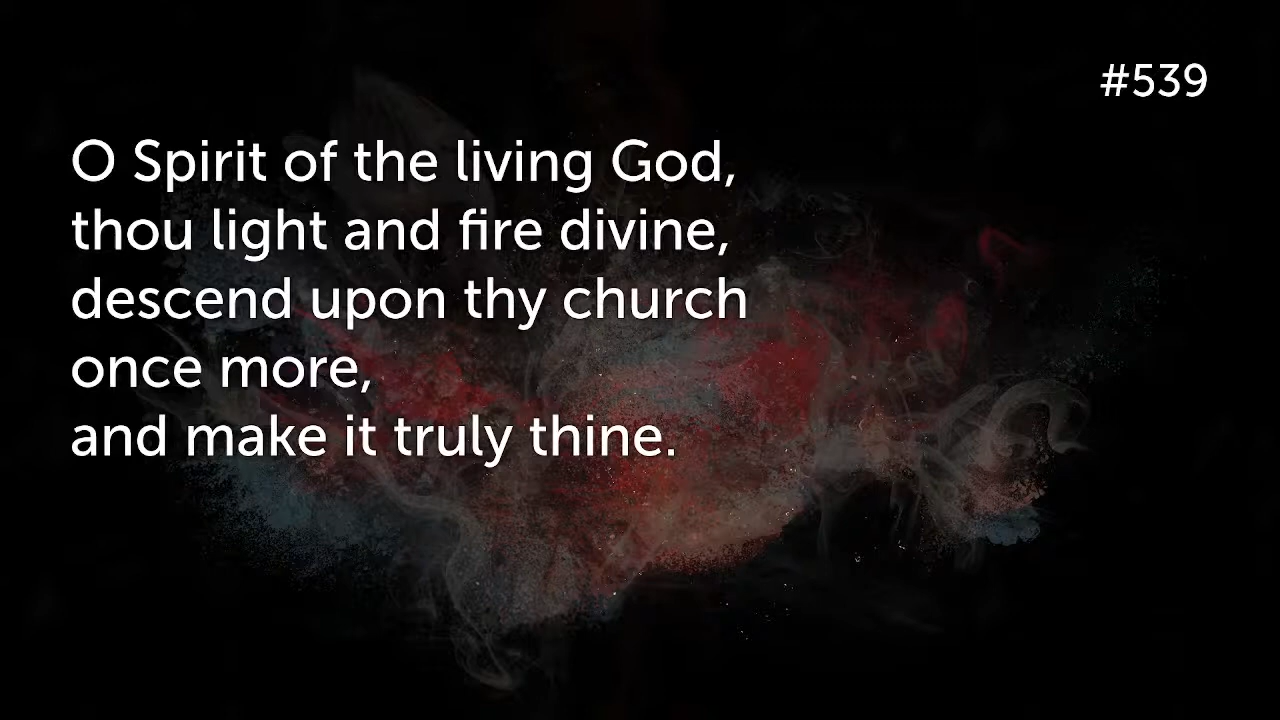 #539
O Spirit of the living God,
thou light and fire divine,
descend upon thy church
once more,
and make it truly thine.